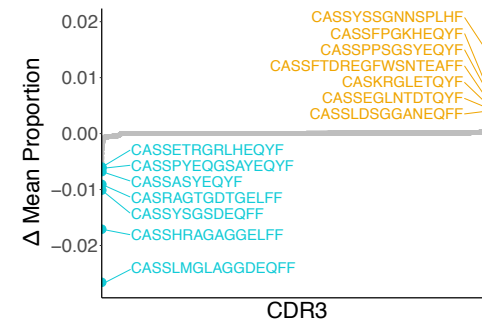 0.02
0.01
0.00
−0.01
−0.02
Δ Mean Proportion
CASSYSSGNNSPLHF
CASSFPGKHEQYF
CASSPPSGSYEQYF
CASSFTDREGFWSNTEAFF
CASKRGLETQYF
CASSEGLNTDTQYF
CASSLDSGGANEQFF
CASSETRGRLHEQYF
CASSPYEQGSAYEQYF
CASSASYEQYF
CASRAGTGDTGELFF
CASSYSGSDEQFF
CASSHRAGAGGELFF
CASSLMGLAGGDEQFF
CDR3